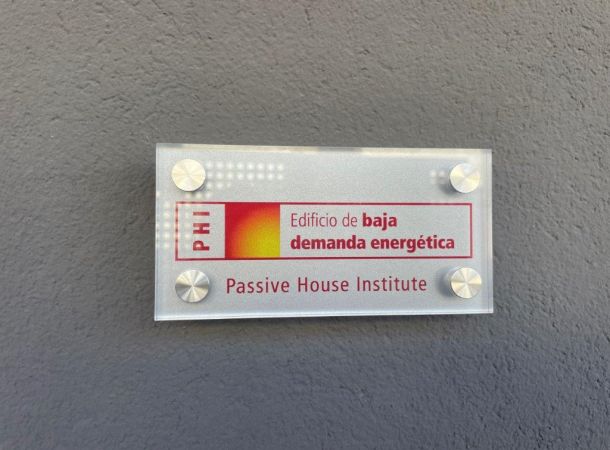 PHI
Edificio de baja
demanda energética
Passive House Institute